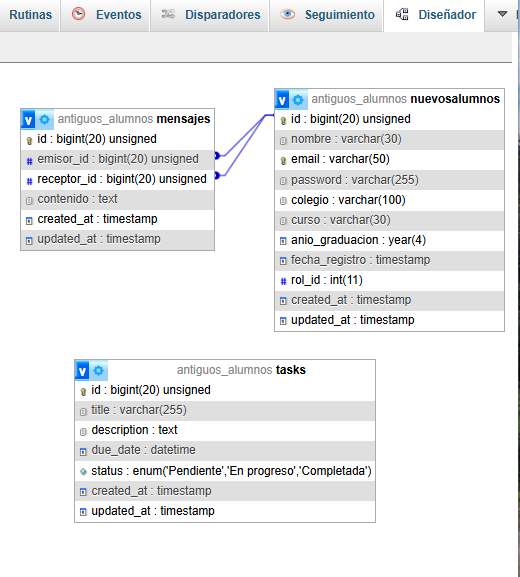 Rutinas Eventos Disparadores Seguimiento Diseñador
antiguos_alumnos mensajes
id : bigint(20) unsigned
emisor_id : bigint(20) unsigned
receptor_id : bigint(20) unsigned
contenido : text
created_at : timestamp
updated_at : timestamp
antiguos_alumnos nuevosalumnos
id : bigint(20) unsigned
nombre : varchar(30)
email : varchar(50)
password : varchar(255)
colegio : varchar(100)
curso : varchar(30)
anio_graduacion : year(4)
fecha_registro : timestamp
rol_id : int(11)
created_at : timestamp
updated_at : timestamp
antiguos_alumnos tasks
id : bigint(20) unsigned
title : varchar(255)
description : text
due_date : datetime
status : enum('Pendiente','En progreso','Completada')
created_at : timestamp
updated_at : timestamp